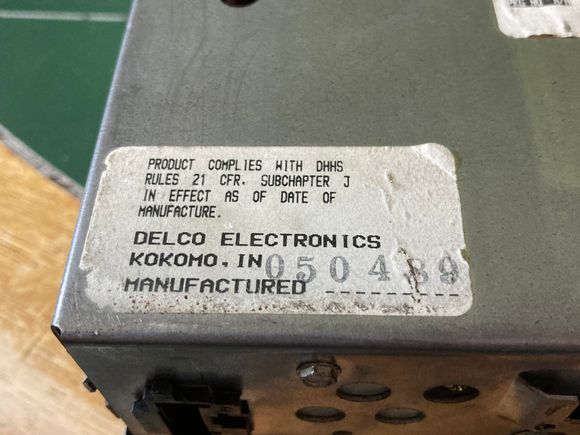 PRODUCT COMPLIES WITH DHHS
RULES 21 CFR. SUBCHAPTER J
IN EFFECT AS OF DATE OF
MANUFACTURE.
DELCO ELECTRONICS
KOKOMO, IN 050489
MANUFACTURED